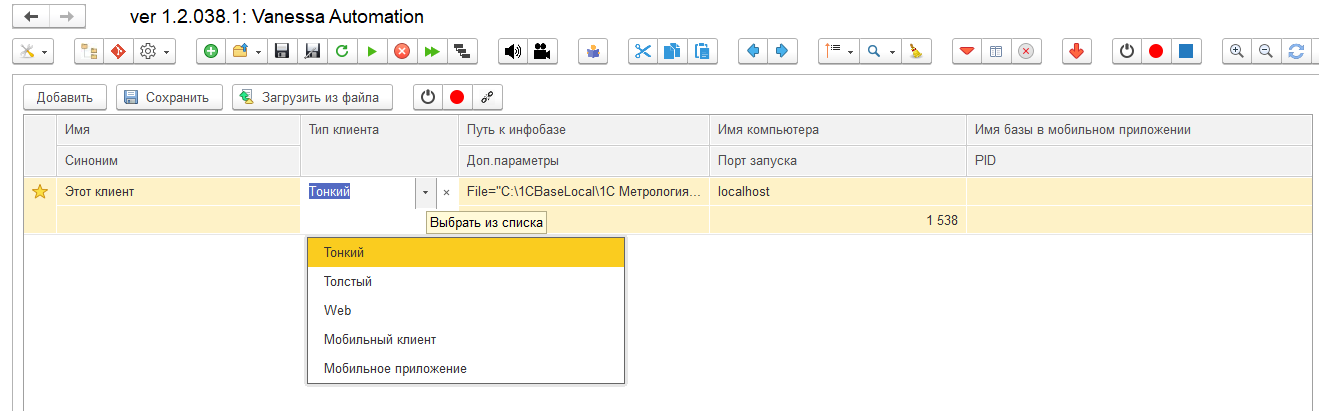 ver 1.2.038.1: Vanessa Automation
Добавить Сохранить Загрузить из файла
Имя Тип клиента Путь к инфобазе Имя компьютера Имя базы в мобильном приложении
Синоним Доп.параметры Порт запуска PID
Этот клиент Тонкий File="C:\1CBaseLocal\1С Метрология... localhost
1 538
Выбрать из списка
Тонкий
Толстый
Web
Мобильный клиент
Мобильное приложение